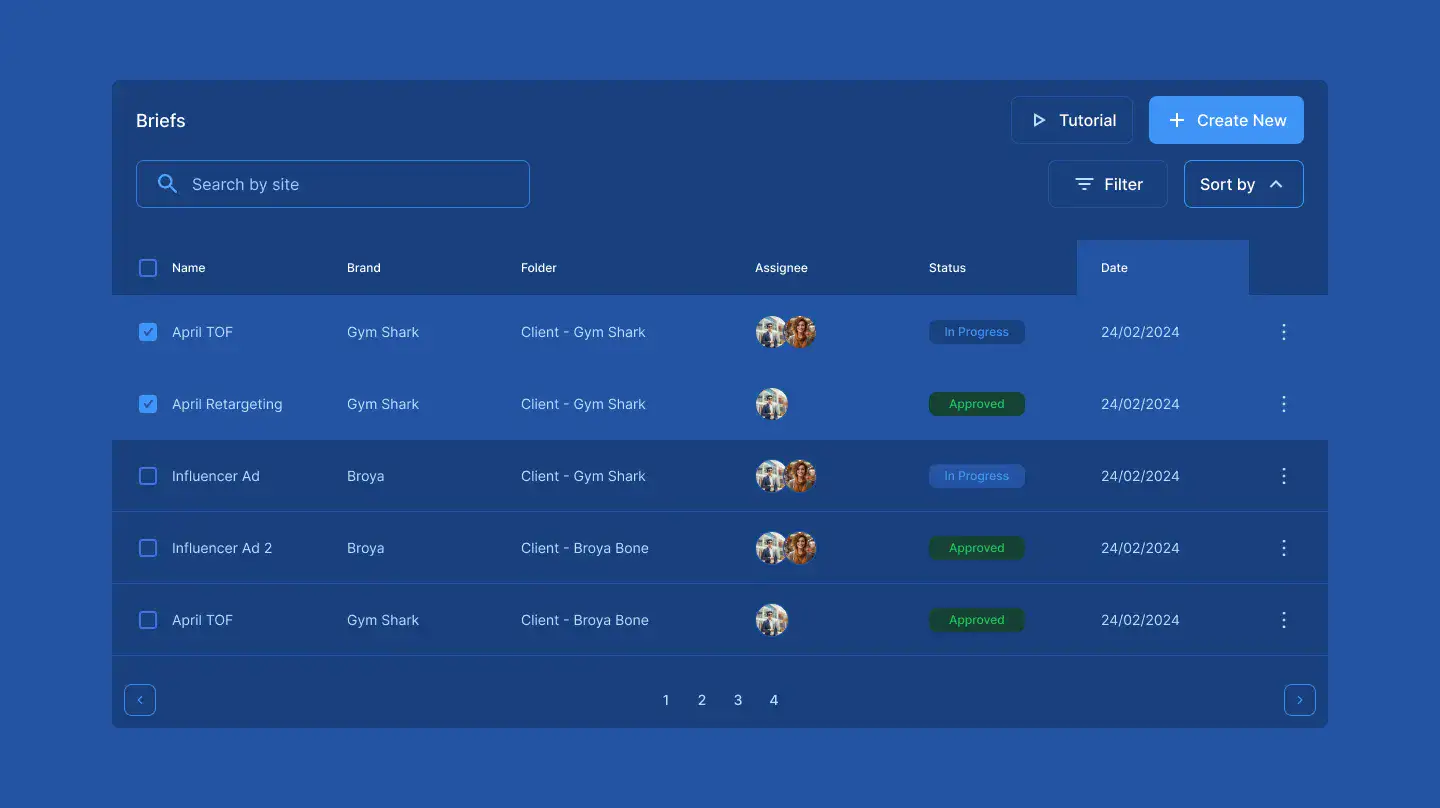 Briefs
Tutorial
Create New
Search by site
Filter
Sort by
Name Brand Folder Assignee Status Date
April TOF Gym Shark Client - Gym Shark In Progress 24/02/2024
April Retargeting Gym Shark Client - Gym Shark Approved 24/02/2024
Influencer Ad Broya Client - Gym Shark In Progress 24/02/2024
Influencer Ad 2 Broya Client - Broya Bone Approved 24/02/2024
April TOF Gym Shark Client - Broya Bone Approved 24/02/2024
1 2 3 4